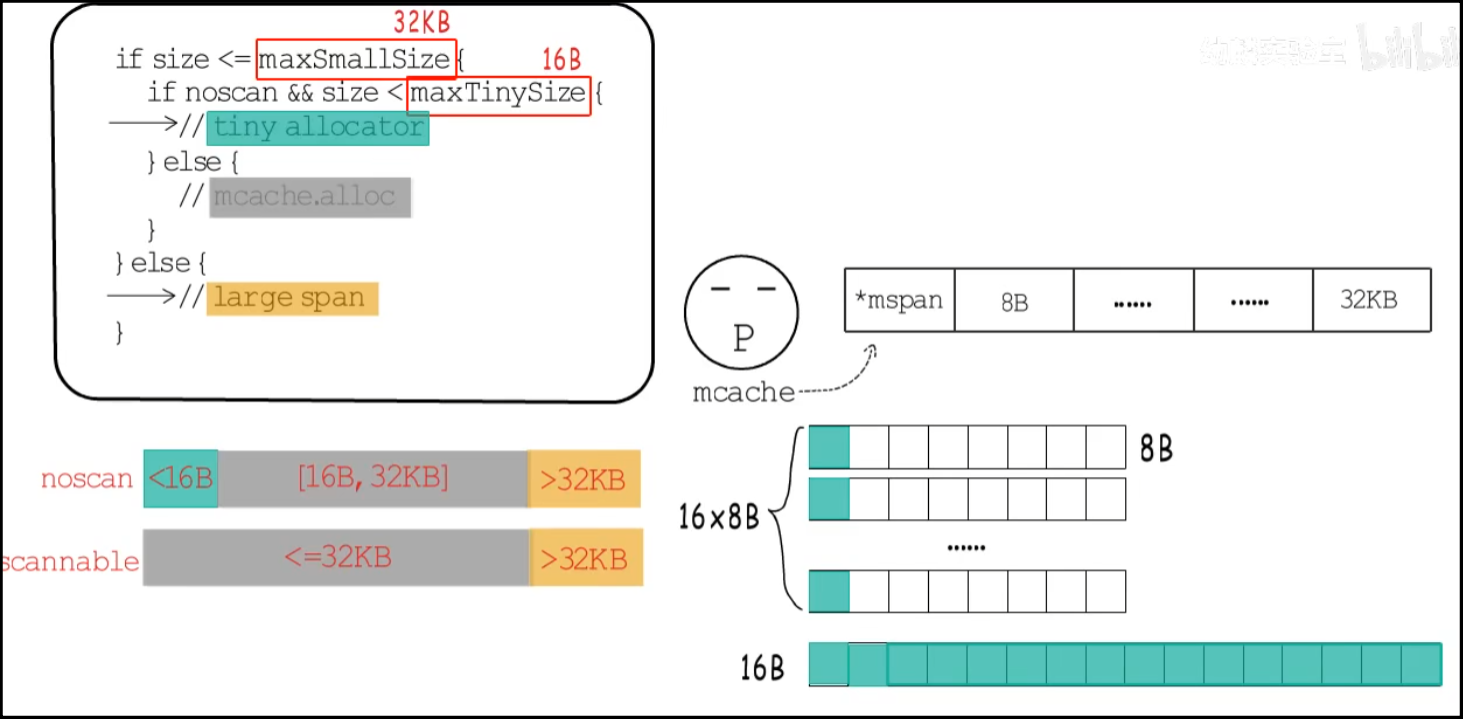 32KB
if size <= maxSmallSize{
16B
if noscan && size < maxTinySize{
// tiny allocator
} else {
// mcache.alloc
}
} else {
// large span
}
*mspan 8B ...... ...... 32KB
P
mcache
noscan <16B [16B, 32KB] >32KB
scannable <=32KB >32KB
8B
16x8B
......
16B
bilibili